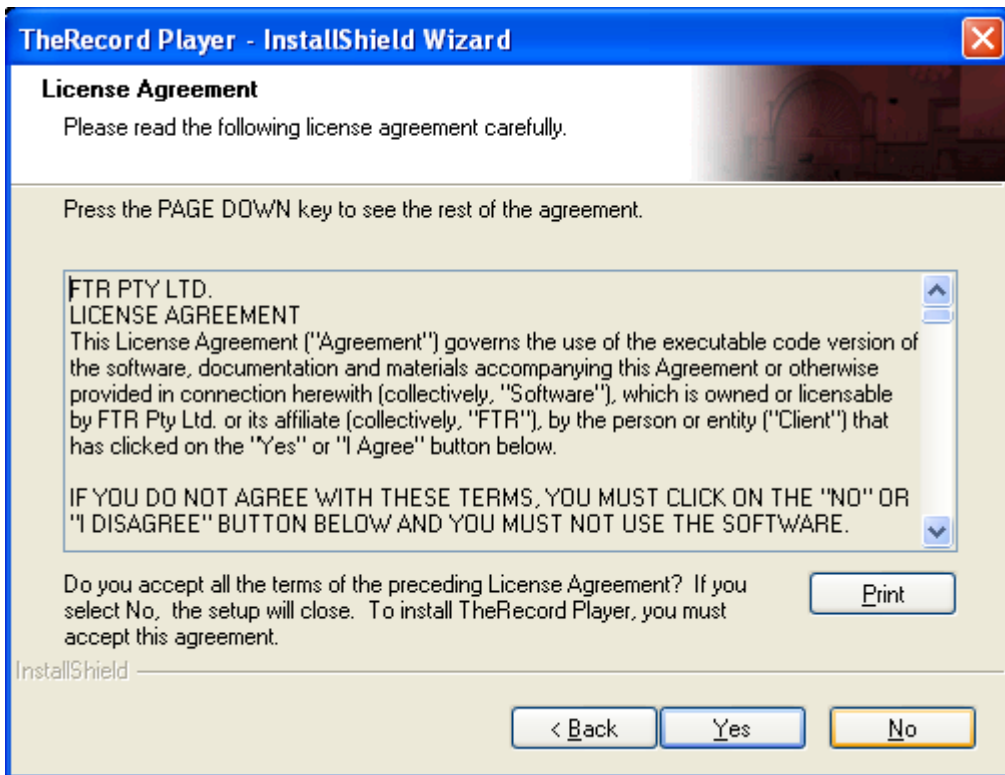 TheRecord Player - InstallShield Wizard
License Agreement
Please read the following license agreement carefully.
Press the PAGE DOWN key to see the rest of the agreement.
FTR PTY LTD.
LICENSE AGREEMENT
This License Agreement ("Agreement") governs the use of the executable code version of
the software, documentation and materials accompanying this Agreement or otherwise
provided in connection herewith (collectively, "Software"), which is owned or licensable
by FTR Pty Ltd. or its affiliate (collectively, "FTR"), by the person or entity ("Client") that
has clicked on the "Yes" or "I Agree" button below.
IF YOU DO NOT AGREE WITH THESE TERMS, YOU MUST CLICK ON THE "NO" OR
"I DISAGREE" BUTTON BELOW AND YOU MUST NOT USE THE SOFTWARE.
Do you accept all the terms of the preceding License Agreement? If you
select No, the setup will close. To install TheRecord Player, you must
accept this agreement.
Print
InstallShield
< Back
Yes
No